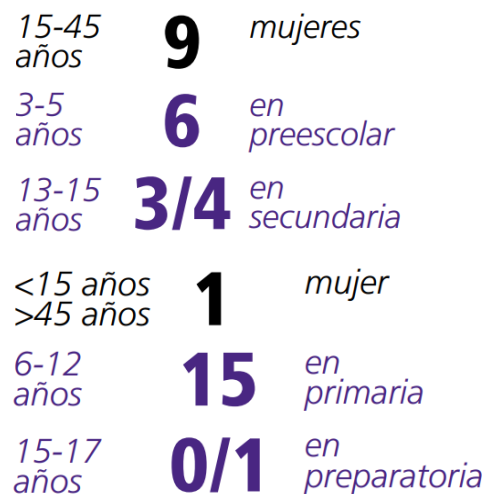 15-45 años 9 mujeres
3-5 años 6 en preescolar
13-15 años 3/4 en secundaria
<15 años >45 años 1 mujer
6-12 años 15 en primaria
15-17 años 0/1 en preparatoria